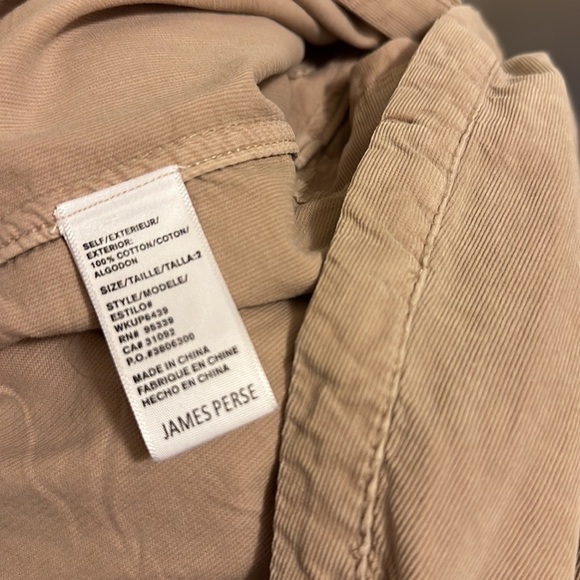 SELF/EXTERIEUR/
EXTERIOR:
100% COTTON/COTON/
ALGODON
SIZE/TAILLE/TALLA:2
STYLE/MODELE/
ESTILO#
WKUP6439
RN# 96339
CA# 31092
P.O.#3806300
MADE IN CHINA
FABRIQUE EN CHINE
HECHO EN CHINA
JAMES PERSE